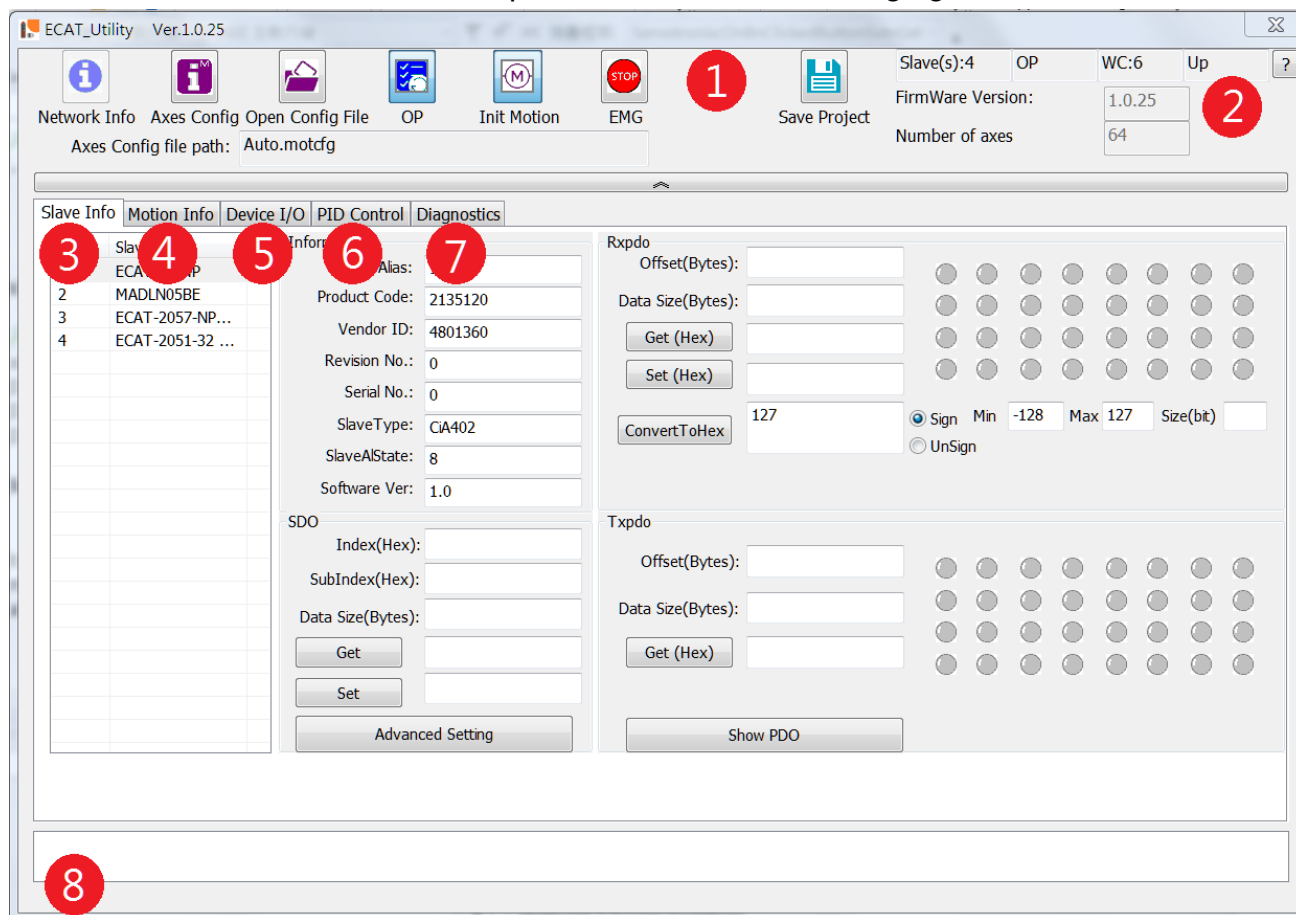 ECAT_Utility Ver.1.0.25
Slave(s):4 OP WC:6 Up ?
Network Info Axes Config Open Config File OP Init Motion STOP EMG 1 Save Project
FirmWare Version: 1.0.25 2
Axes Config file path: Auto.motcfg
Number of axes 64
Slave Info Motion Info Device I/O PID Control Diagnostics
3 4 5 6 7
2 MADLN05BE
3 ECAT-2057-NP...
4 ECAT-2051-32 ...
Alias:
Product Code: 2135120
Vendor ID: 4801360
Revision No.: 0
Serial No.: 0
SlaveType: CiA402
SlaveAlState: 8
Software Ver: 1.0
SDO
Index(Hex):
SubIndex(Hex):
Data Size(Bytes):
Get
Set
Advanced Setting
Rxpdo
Offset(Bytes):
Data Size(Bytes):
Get (Hex)
Set (Hex)
ConvertToHex 127 Sign Min -128 Max 127 Size(bit)
UnSign
Txpdo
Offset(Bytes):
Data Size(Bytes):
Get (Hex)
Show PDO
8